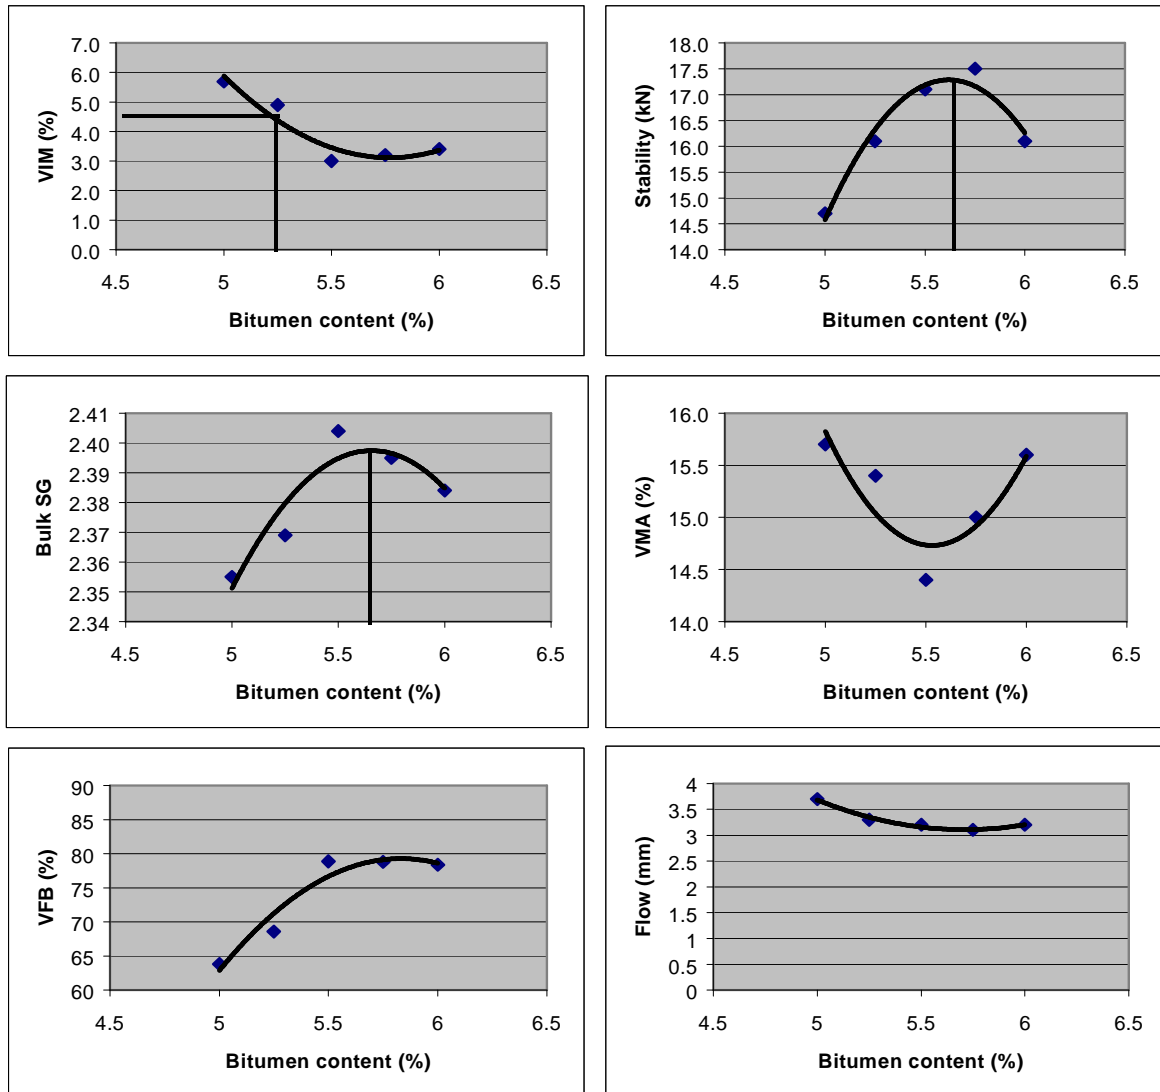 VIM (%)
7.0
6.0
5.0
4.0
3.0
2.0
1.0
0.0
4.5 5 5.5 6 6.5
Bitumen content (%)
Stability (kN)
18.0
17.5
17.0
16.5
16.0
15.5
15.0
14.5
14.0
4.5 5 5.5 6 6.5
Bitumen content (%)
Bulk SG
2.41
2.40
2.39
2.38
2.37
2.36
2.35
2.34
4.5 5 5.5 6 6.5
Bitumen content (%)
VMA (%)
16.0
15.5
15.0
14.5
14.0
4.5 5 5.5 6 6.5
Bitumen content (%)
VFB (%)
90
85
80
75
70
65
60
4.5 5 5.5 6 6.5
Bitumen content (%)
Flow (mm)
4
3.5
3
2.5
2
1.5
1
0.5
0
4.5 5 5.5 6 6.5
Bitumen content (%)